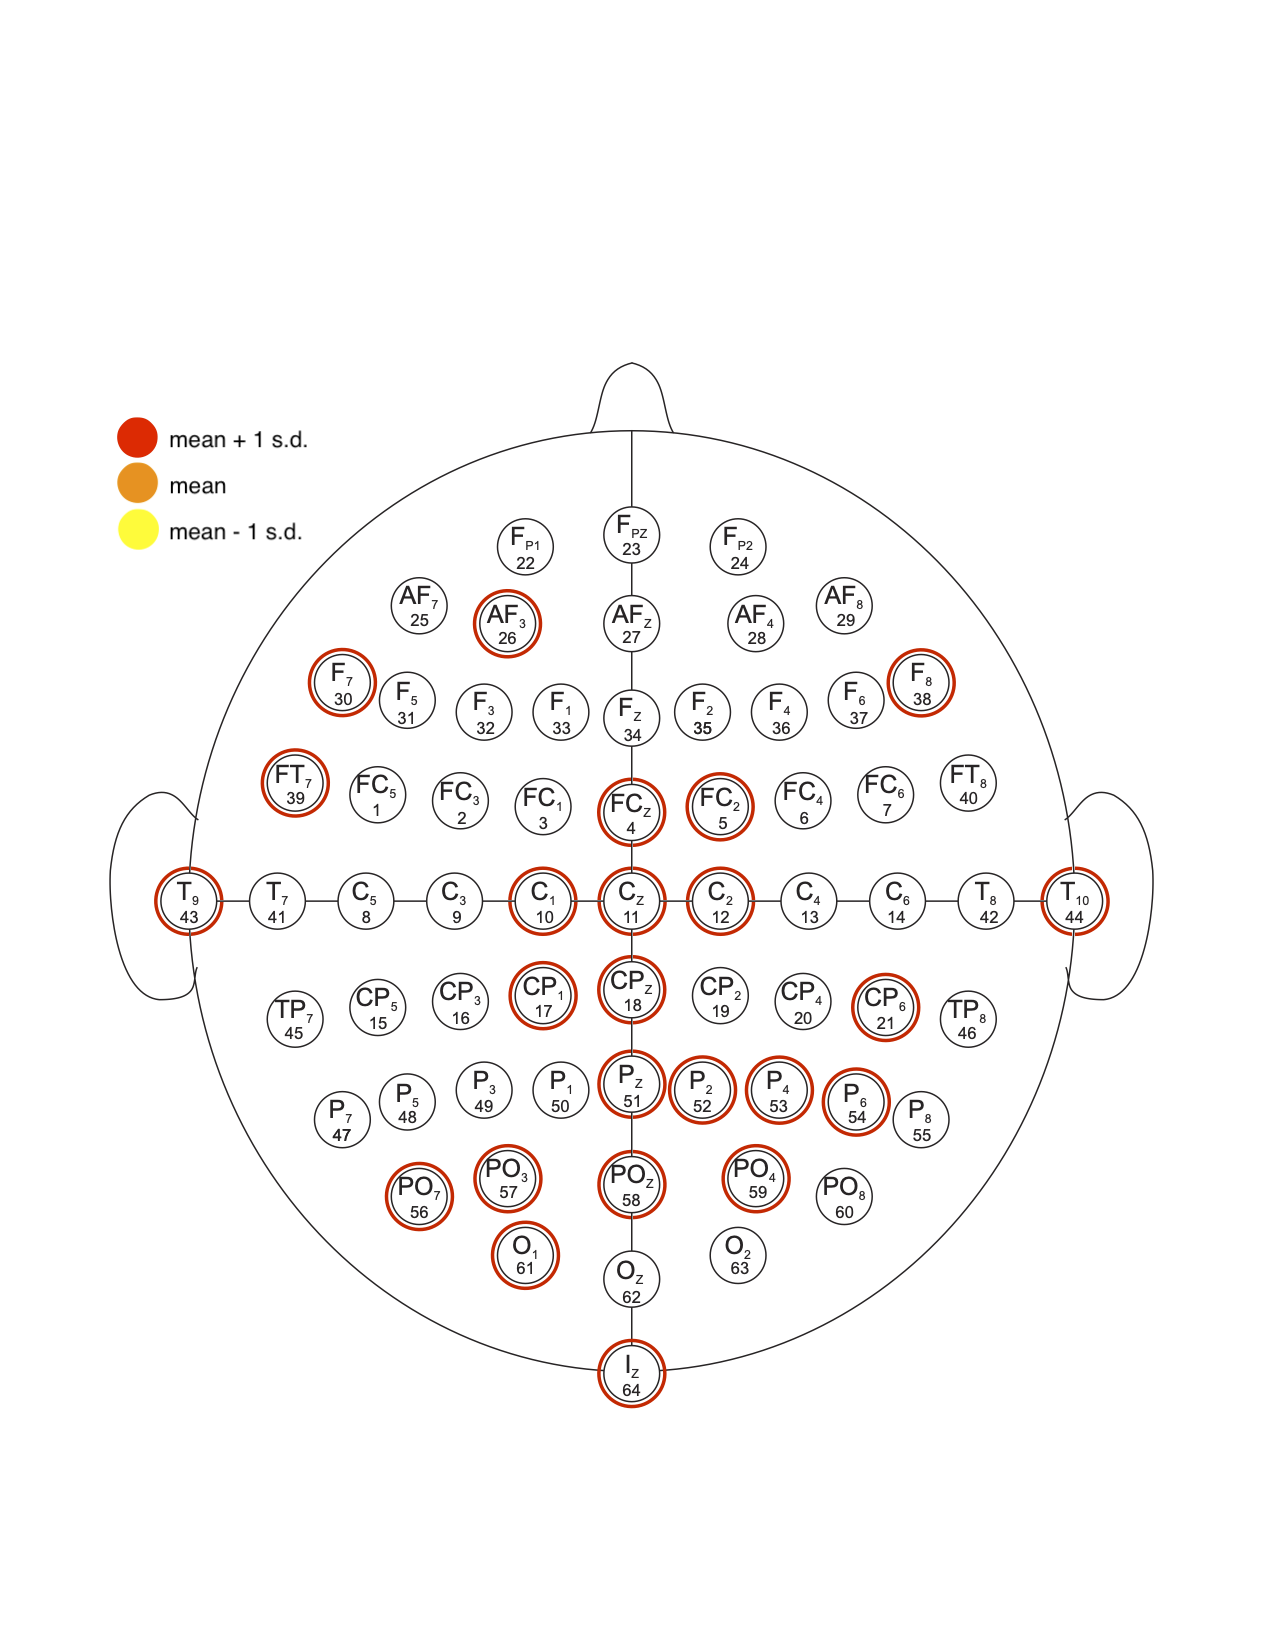 mean + 1 s.d.
mean
mean - 1 s.d.
FP1 22
FPZ 23
FP2 24
AF7 25
AF3 26
AFZ 27
AF4 28
AF8 29
F7 30
F5 31
F3 32
F1 33
FZ 34
F2 35
F4 36
F6 37
F8 38
FT7 39
FC5 1
FC3 2
FC1 3
FCZ 4
FC2 5
FC4 6
FC6 7
FT8 40
T9 43
T7 41
C5 8
C3 9
C1 10
CZ 11
C2 12
C4 13
C6 14
T8 42
T10 44
TP7 45
CP5 15
CP3 16
CP1 17
CPZ 18
CP2 19
CP4 20
CP6 21
TP8 46
P7 47
P5 48
P3 49
P1 50
PZ 51
P2 52
P4 53
P6 54
P8 55
PO7 56
PO3 57
POZ 58
PO4 59
PO8 60
O1 61
OZ 62
O2 63
IZ 64